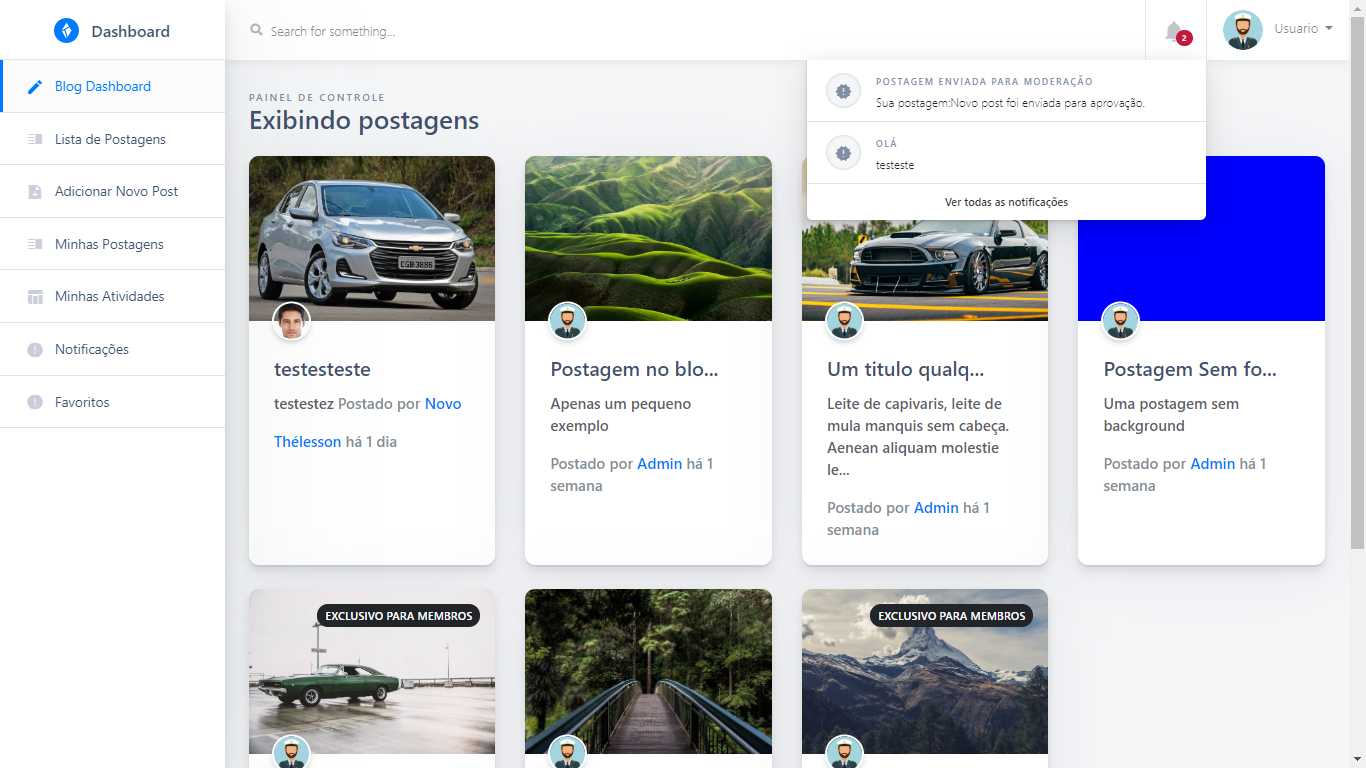 Dashboard
Search for something...
2
Usuario
Blog Dashboard
Lista de Postagens
Adicionar Novo Post
Minhas Postagens
Minhas Atividades
Notificações
Favoritos
POSTAGEM ENVIADA PARA MODERAÇÃO
Sua postagem:Novo post foi enviada para aprovação.
OLÁ
testeste
Ver todas as notificações
PAINEL DE CONTROLE
Exibindo postagens
CGB-3886
testesteste
testestez Postado por Novo
Thélesson há 1 dia
Postagem no blo...
Apenas um pequeno
exemplo
Postado por Admin há 1
semana
Um titulo qualq...
Leite de capivaris, leite de
mula manquis sem cabeça.
Aenean aliquam molestie
le...
Postado por Admin há 1
semana
Postagem Sem fo...
Uma postagem sem
background
Postado por Admin há 1
semana
EXCLUSIVO PARA MEMBROS
EXCLUSIVO PARA MEMBROS